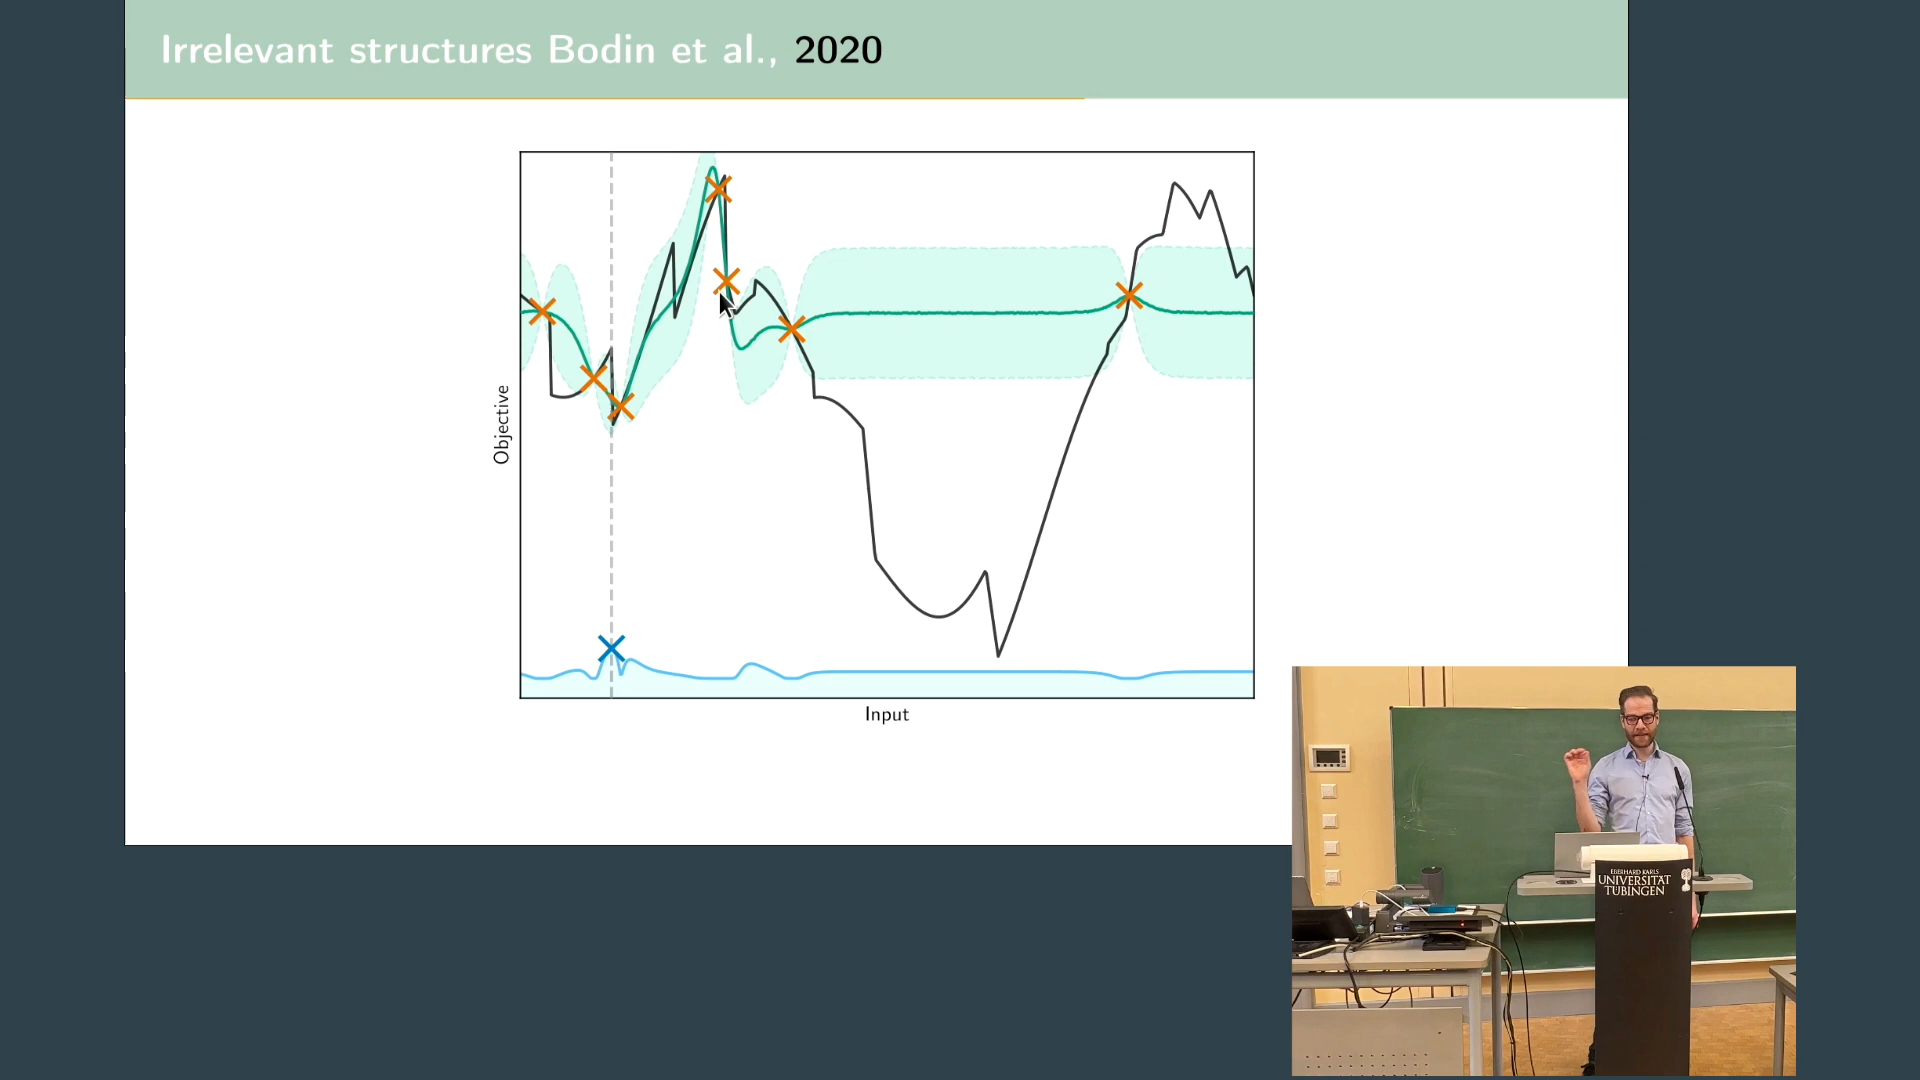 Irrelevant structures Bodin et al., 2020
Objective
Input
EBERHARD KARLS
UNIVERSITÄT
TÜBINGEN